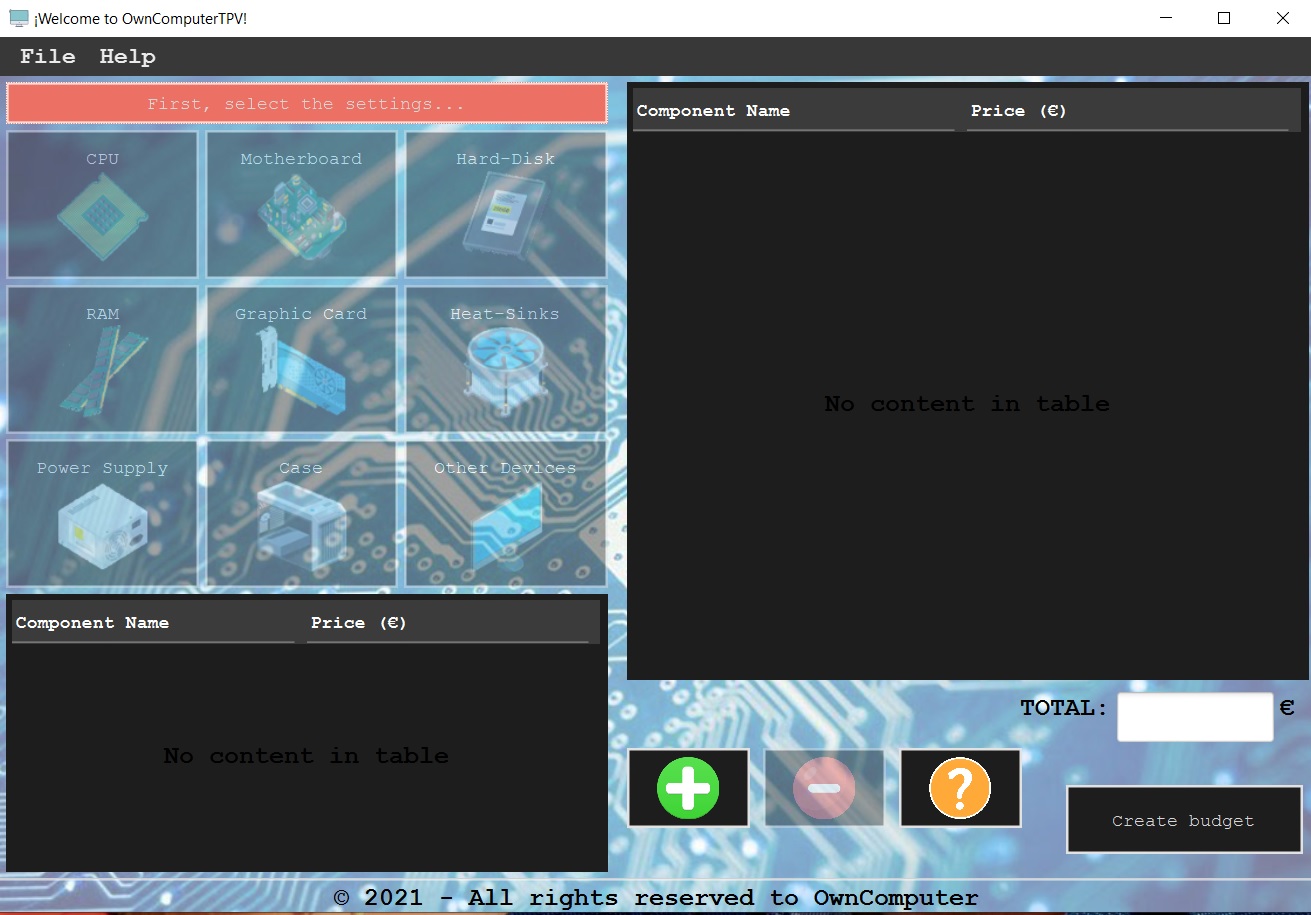 ¡Welcome to OwnComputerTPV!
File Help
First, select the settings...
CPU Motherboard Hard-Disk
RAM Graphic Card Heat-Sinks
Power Supply Case Other Devices
Component Name Price (€)
No content in table
Component Name Price (€)
No content in table
TOTAL: €
Create budget
© 2021 - All rights reserved to OwnComputer